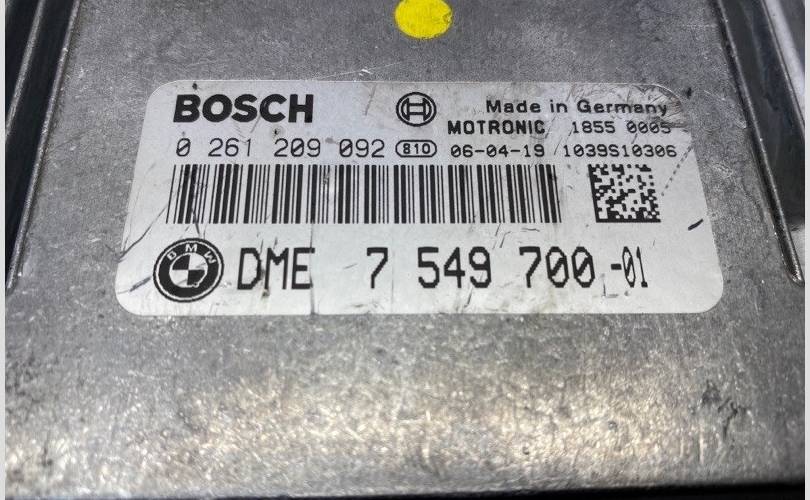 BOSCH Made in Germany
MOTRONIC 1855 0005
0 261 209 092 810 06-04-19 1039S10306
BMW DME 7 549 700 -01